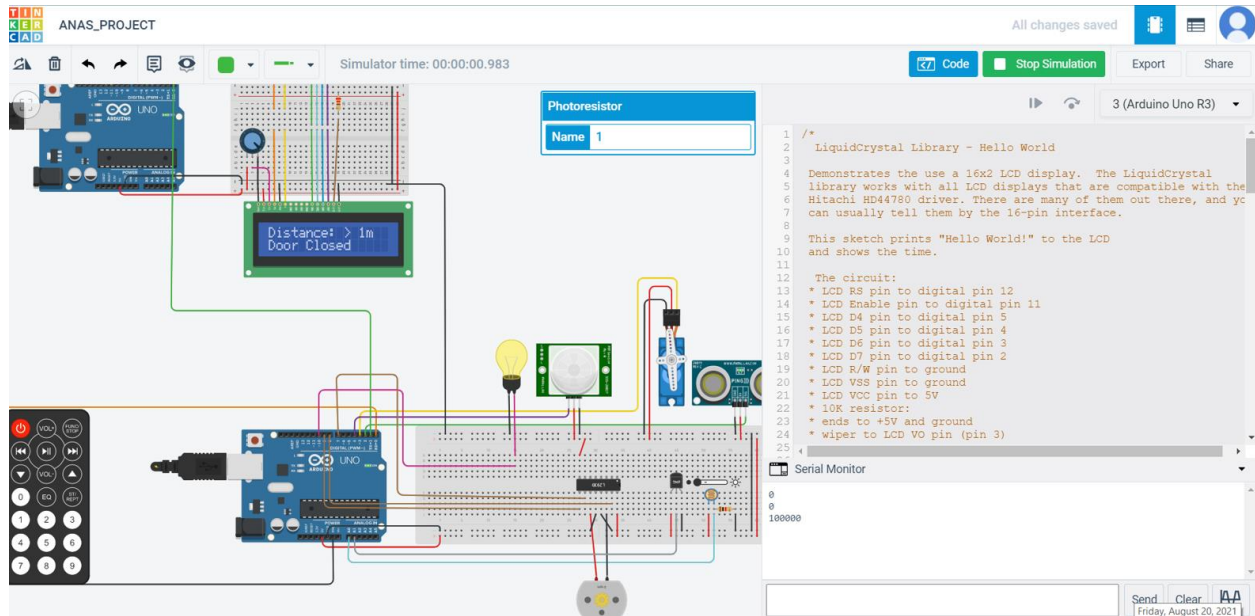 TIN
KER
CAD
ANAS_PROJECT
All changes saved
Simulator time: 00:00:00.983
Code
Stop Simulation
Export
Share
UNO
ARDUINO
Distance: > 1m
Door Closed
Photoresistor
Name 1
3 (Arduino Uno R3)
1 /*
2 LiquidCrystal Library - Hello World
3
4 Demonstrates the use a 16x2 LCD display. The LiquidCrystal
5 library works with all LCD displays that are compatible with the
6 Hitachi HD44780 driver. There are many of them out there, and yo
7 can usually tell them by the 16-pin interface.
8
9 This sketch prints "Hello World!" to the LCD
10 and shows the time.
11
12 The circuit:
13 * LCD RS pin to digital pin 12
14 * LCD Enable pin to digital pin 11
15 * LCD D4 pin to digital pin 5
16 * LCD D5 pin to digital pin 4
17 * LCD D6 pin to digital pin 3
18 * LCD D7 pin to digital pin 2
19 * LCD R/W pin to ground
20 * LCD VSS pin to ground
21 * LCD VCC pin to 5V
22 * 10K resistor:
23 * ends to +5V and ground
24 * wiper to LCD VO pin (pin 3)
25
VOL+
FUNC
STOP
VOL-
0
EQ
ST/
REPT
1 2 3
4 5 6
7 8 9
UNO
ARDUINO
PING)))
L293D
TMP
Serial Monitor
0
0
100000
Send
Clear
Friday, August 20, 2021